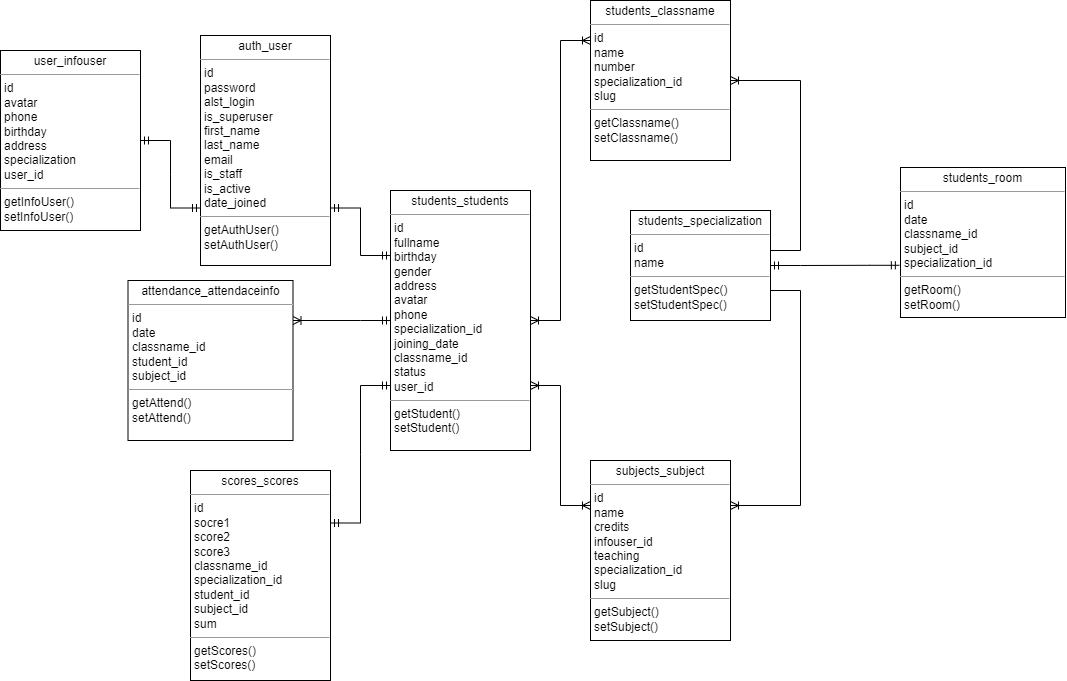 user_infouser
id
avatar
phone
birthday
address
specialization
user_id
getInfoUser()
setInfoUser()
auth_user
id
password
alst_login
is_superuser
first_name
last_name
email
is_staff
is_active
date_joined
getAuthUser()
setAuthUser()
attendance_attendaceinfo
id
date
classname_id
student_id
subject_id
getAttend()
setAttend()
scores_scores
id
socre1
score2
score3
classname_id
specialization_id
student_id
subject_id
sum
getScores()
setScores()
students_students
id
fullname
birthday
gender
address
avatar
phone
specialization_id
joining_date
classname_id
status
user_id
getStudent()
setStudent()
students_classname
id
name
number
specialization_id
slug
getClassname()
setClassname()
students_specialization
id
name
getStudentSpec()
setStudentSpec()
subjects_subject
id
name
credits
infouser_id
teaching
specialization_id
slug
getSubject()
setSubject()
students_room
id
date
classname_id
subject_id
specialization_id
getRoom()
setRoom()